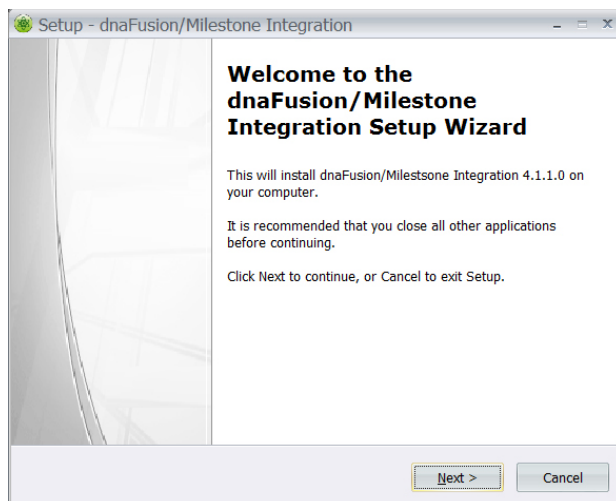 Setup - dnaFusion/Milestone Integration
Welcome to the
dnaFusion/Milestone
Integration Setup Wizard
This will install dnaFusion/Milestsone Integration 4.1.1.0 on
your computer.
It is recommended that you close all other applications
before continuing.
Click Next to continue, or Cancel to exit Setup.
Next >
Cancel